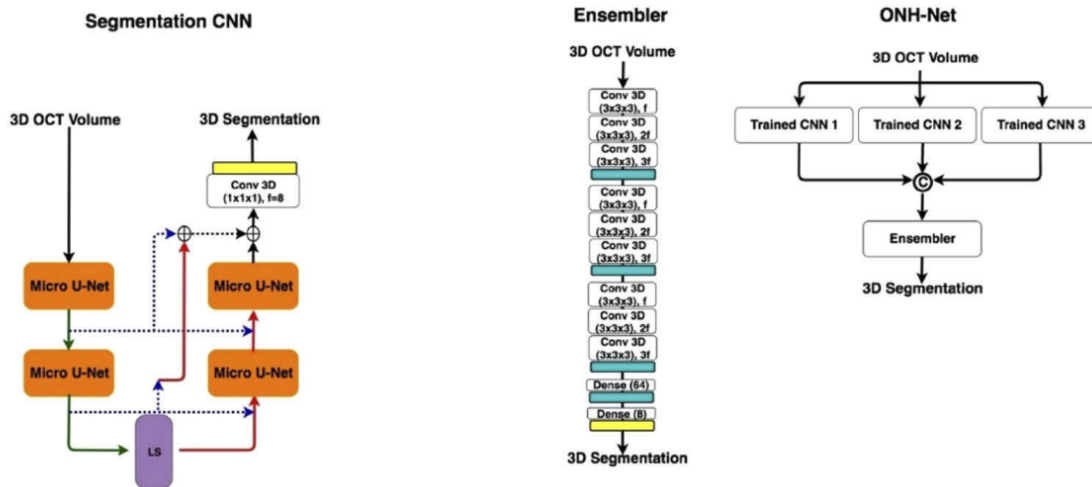 Segmentation CNN
3D OCT Volume
3D Segmentation
Conv 3D
(1x1x1), f=8
Micro U-Net
Micro U-Net
Micro U-Net
Micro U-Net
LS
Ensembler
3D OCT Volume
Conv 3D
(3x3x3), f
Conv 3D
(3x3x3), 2f
Conv 3D
(3x3x3), 3f
Conv 3D
(3x3x3), f
Conv 3D
(3x3x3), 2f
Conv 3D
(3x3x3), 3f
Conv 3D
(3x3x3), f
Conv 3D
(3x3x3), 2f
Conv 3D
(3x3x3), 3f
Dense (64)
Dense (8)
3D Segmentation
ONH-Net
3D OCT Volume
Trained CNN 1
Trained CNN 2
Trained CNN 3
C
Ensembler
3D Segmentation